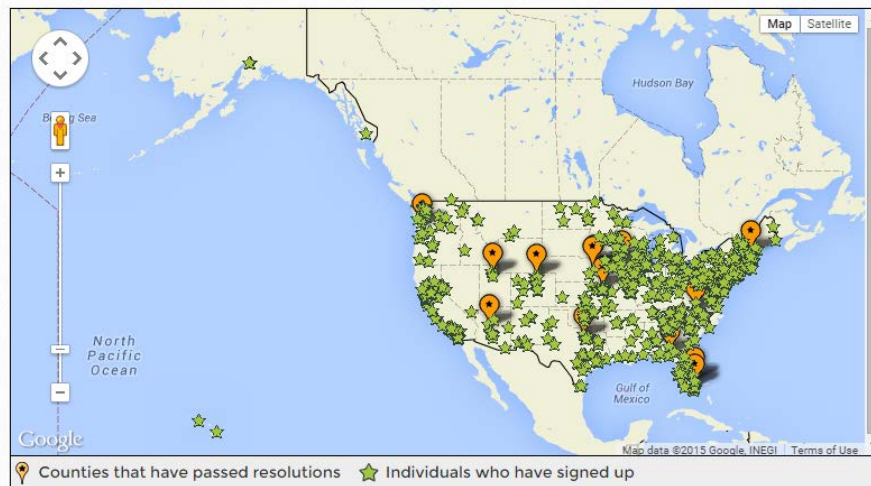 Map Satellite
Hudson Bay
Bering Sea
+
North
Pacific
Ocean
Gulf of
Mexico
Google
Map data ©2015 Google, INEGI Terms of Use
Counties that have passed resolutions Individuals who have signed up